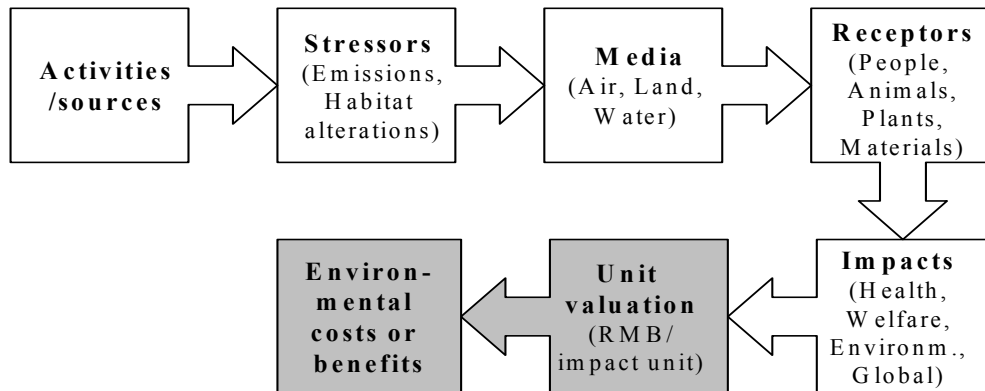 Activities
/sources
Stressors
(Emissions,
Habitat
alterations)
Media
(Air, Land,
Water)
Receptors
(People,
Animals,
Plants,
Materials)
Impacts
(Health,
Welfare,
Environm.,
Global)
Unit
valuation
(RMB/
impact unit)
Environ-
mental
costs or
benefits